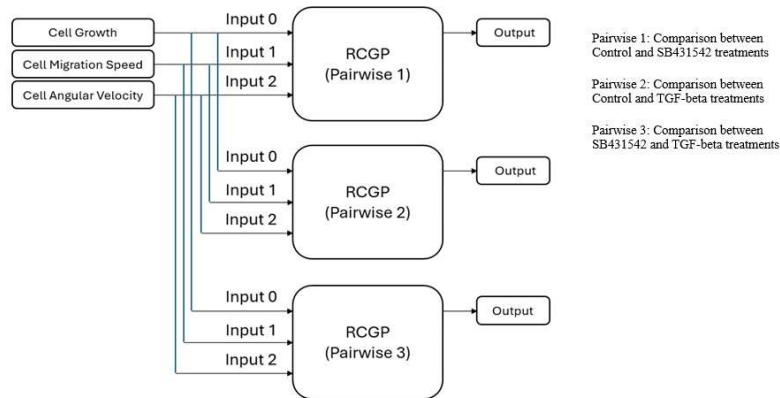 Cell Growth
Cell Migration Speed
Cell Angular Velocity
Input 0
Input 1
Input 2
RCGP
(Pairwise 1)
Output
Input 0
Input 1
Input 2
RCGP
(Pairwise 2)
Output
Input 0
Input 1
Input 2
RCGP
(Pairwise 3)
Output
Pairwise 1: Comparison between
Control and SB431542 treatments
Pairwise 2: Comparison between
Control and TGF-beta treatments
Pairwise 3: Comparison between
SB431542 and TGF-beta treatments